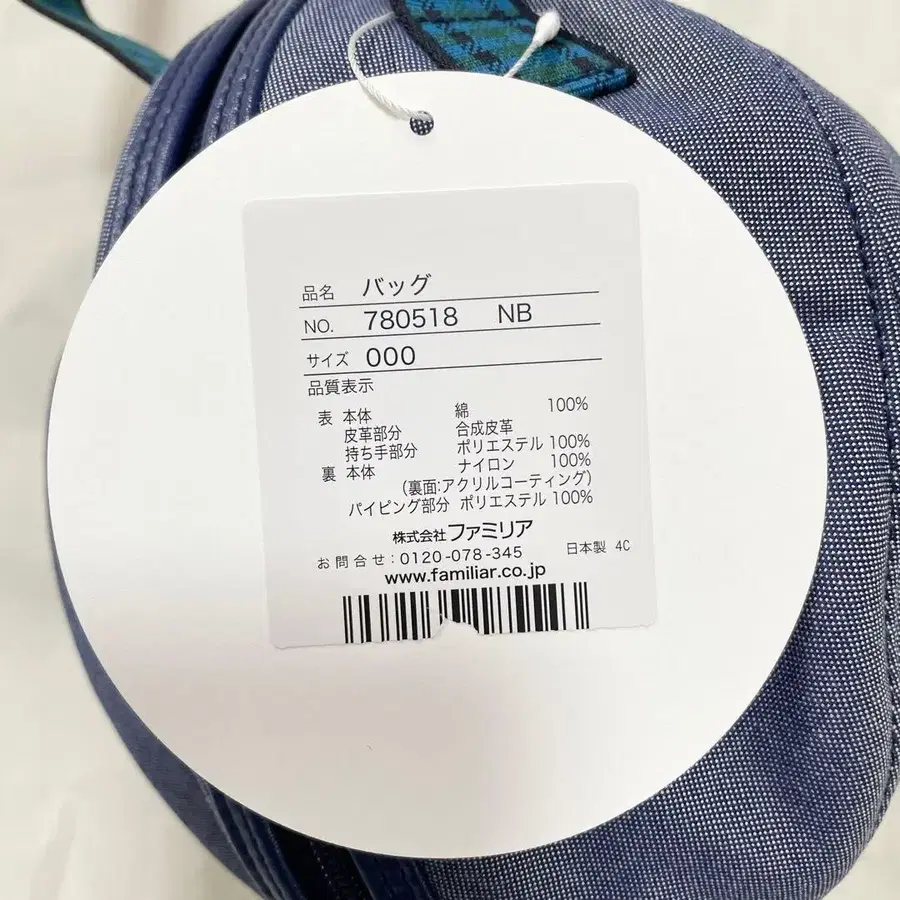 品名 バッグ
NO. 780518 NB
サイズ 000
品質表示
表 本体 綿 100%
皮革部分 合成皮革
持ち手部分 ポリエステル 100%
裏 本体 ナイロン 100%
(裏面:アクリルコーティング)
パイピング部分 ポリエステル 100%
株式会社ファミリア
お問合せ:0120-078-345 日本製 4C
www.familiar.co.jp